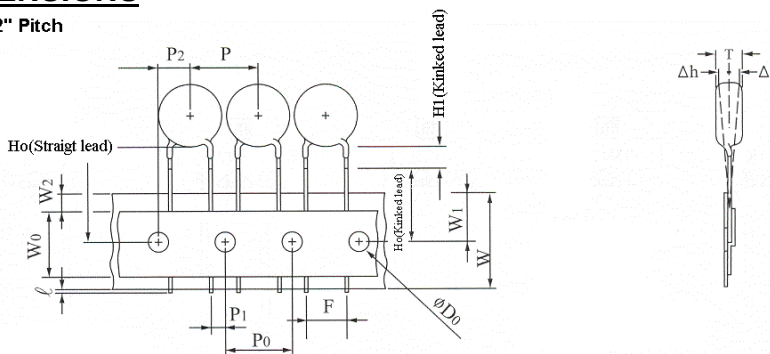 2" Pitch
P2
P
H1(Kinked lead)
T
Δh
Δ
Ho(Straigt lead)
W2
W0
Ho(Kinked lead)
W1
W
ℓ
P1
P0
F
øD0